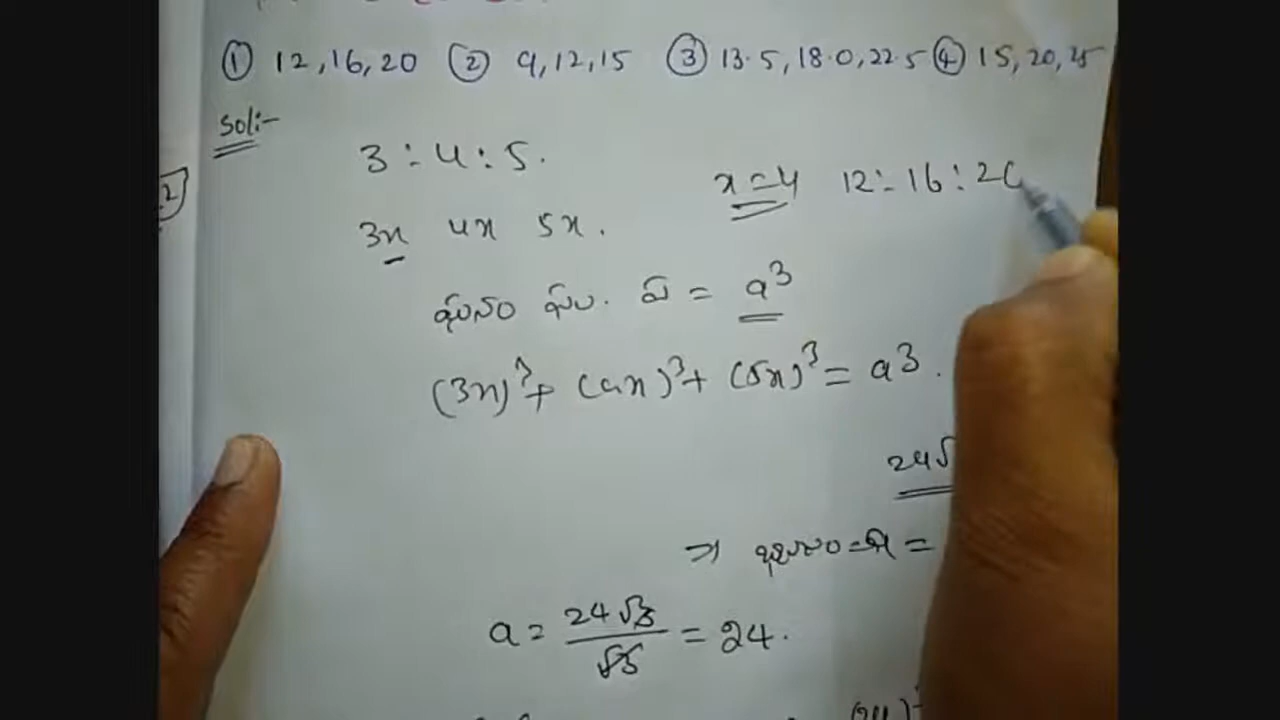 ① 12,16,20 ② 9,12,15 ③ 13.5,18.0,22.5 ④ 15,20,25
Sol:-
3:4:5.
x=4 12:16:20
3x 4x 5x.
ఘనం ఘ.ప = a³
(3x)³+ (4x)³+ (5x)³= a³.
24√
⇒ =
a = 24√3/√3 = 24.